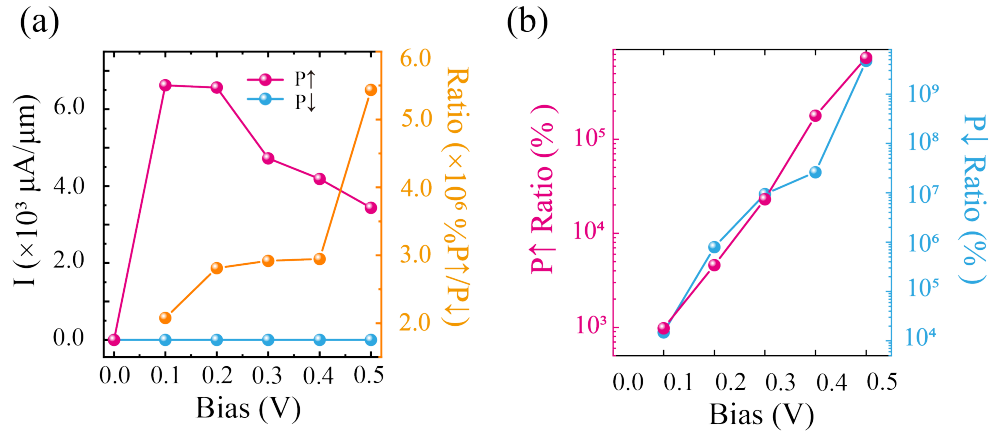 (a)
I (×10³ μA/μm)
6.0
4.0
2.0
0.0
P↑
P↓
6.0
5.0
4.0
3.0
2.0
Ratio (×10⁶ %P↑/P↓)
0.0 0.1 0.2 0.3 0.4 0.5
Bias (V)
(b)
P↑ Ratio (%)
10⁵
10⁴
10³
10⁹
10⁸
10⁷
10⁶
10⁵
10⁴
P↓ Ratio (%)
0.0 0.1 0.2 0.3 0.4 0.5
Bias (V)